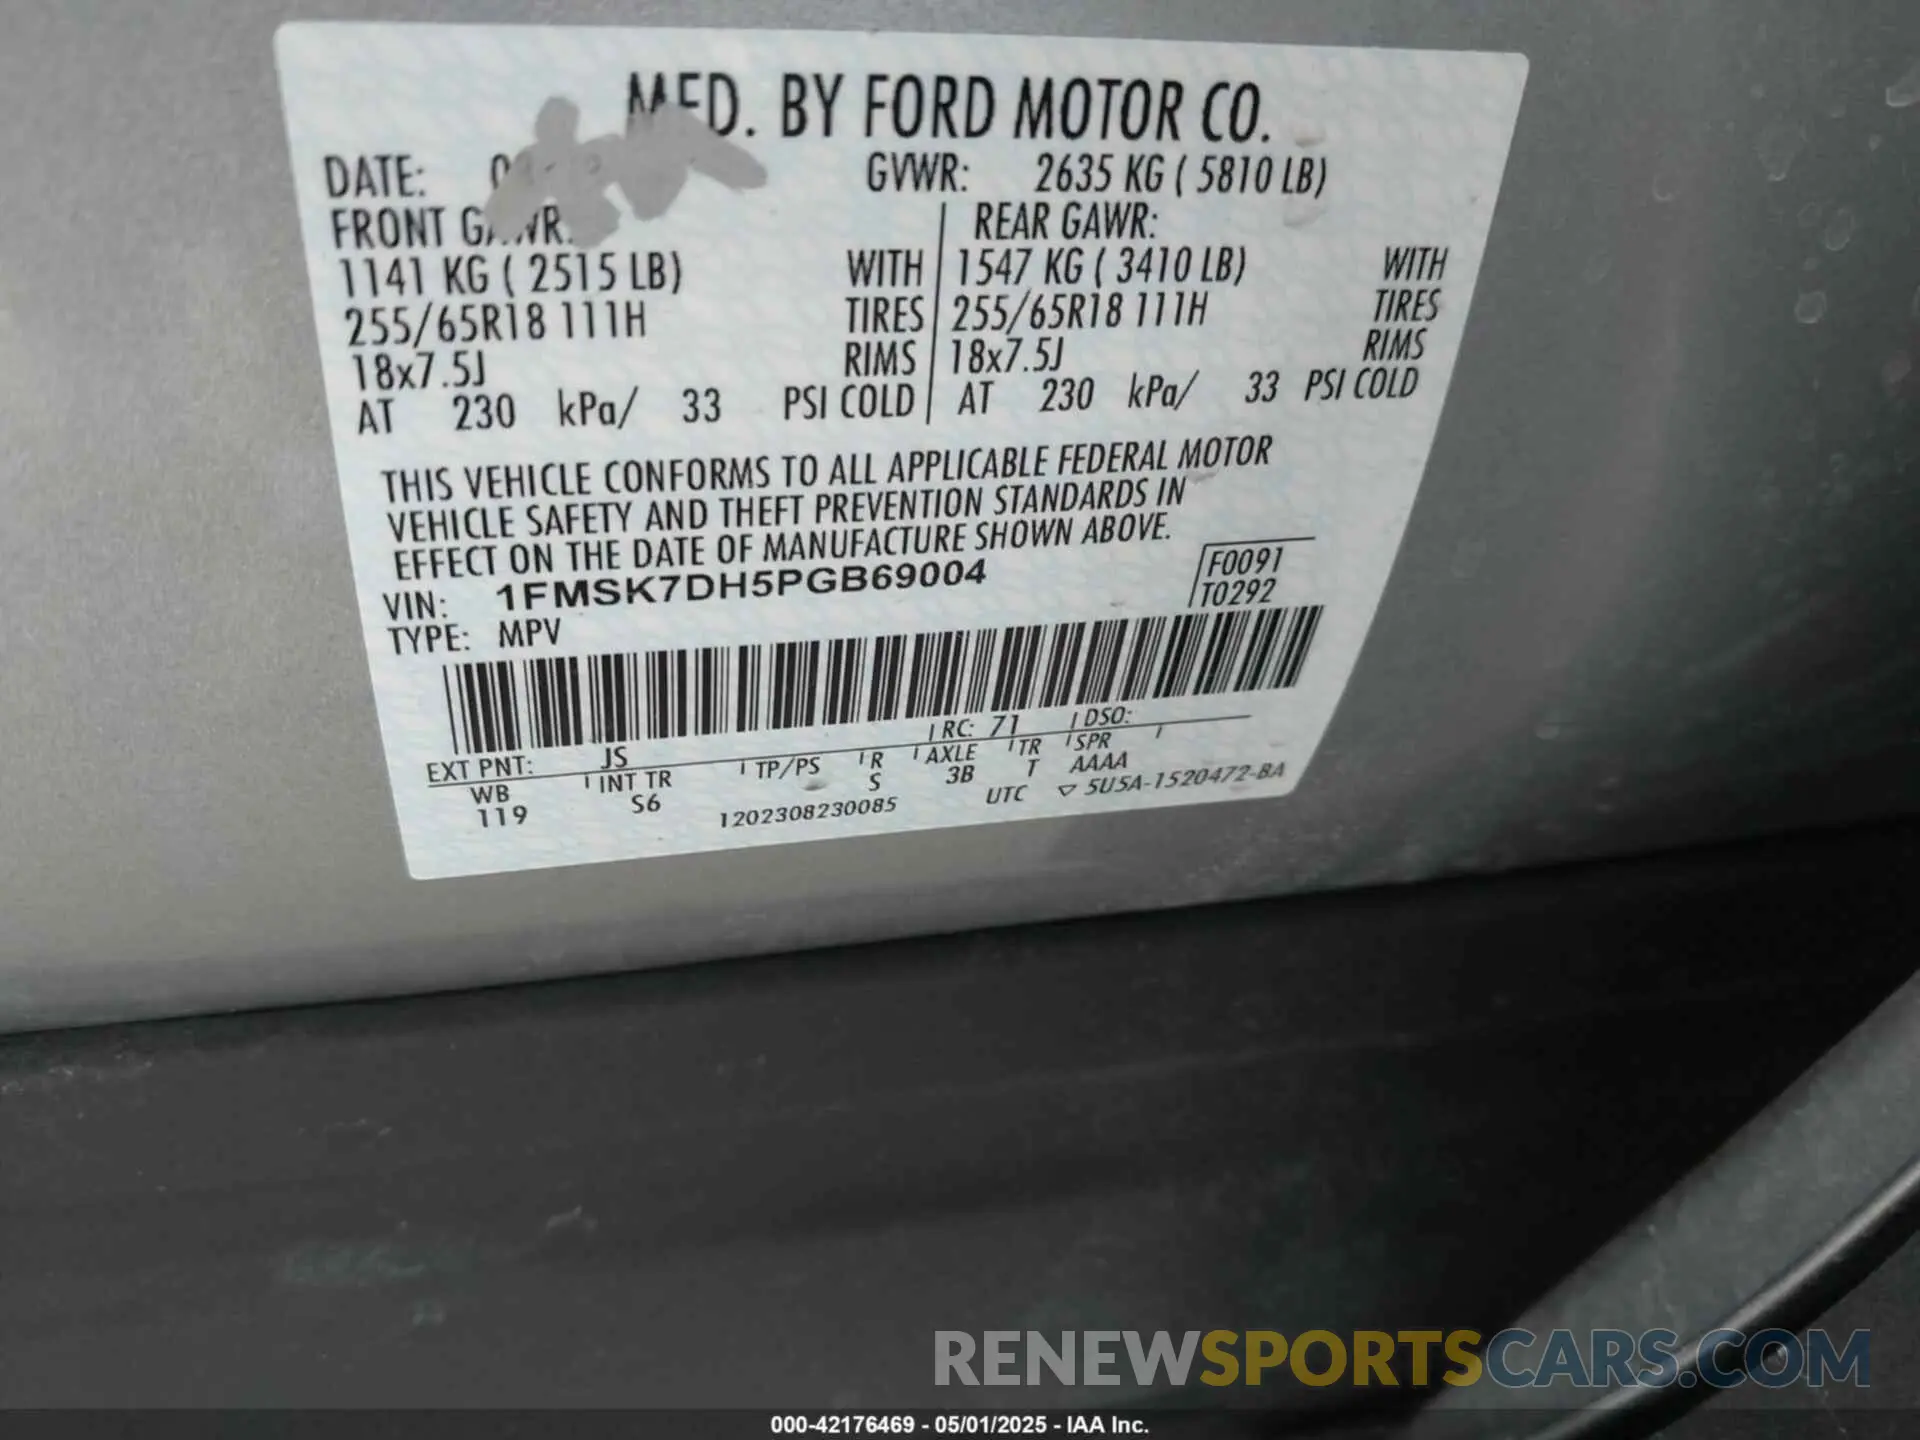 MFD. BY FORD MOTOR CO.
DATE: GVWR: 2635 KG ( 5810 LB)
FRONT GAWR: REAR GAWR:
1141 KG ( 2515 LB) WITH 1547 KG ( 3410 LB) WITH
255/65R18 111H TIRES 255/65R18 111H TIRES
18x7.5J RIMS 18x7.5J RIMS
AT 230 kPa/ 33 PSI COLD AT 230 kPa/ 33 PSI COLD
THIS VEHICLE CONFORMS TO ALL APPLICABLE FEDERAL MOTOR
VEHICLE SAFETY AND THEFT PREVENTION STANDARDS IN
EFFECT ON THE DATE OF MANUFACTURE SHOWN ABOVE.
VIN: 1FMSK7DH5PGB69004 F0091
TYPE: MPV T0292
EXT PNT: JS RC: 71 DSO:
WB INT TR TP/PS R AXLE TR SPR
119 S6 S 3B T AAAA
1202308230085 UTC ▽ 5U5A-1520472-BA
RENEWSPORTSCARS.COM
000-42176469 - 05/01/2025 - IAA Inc.